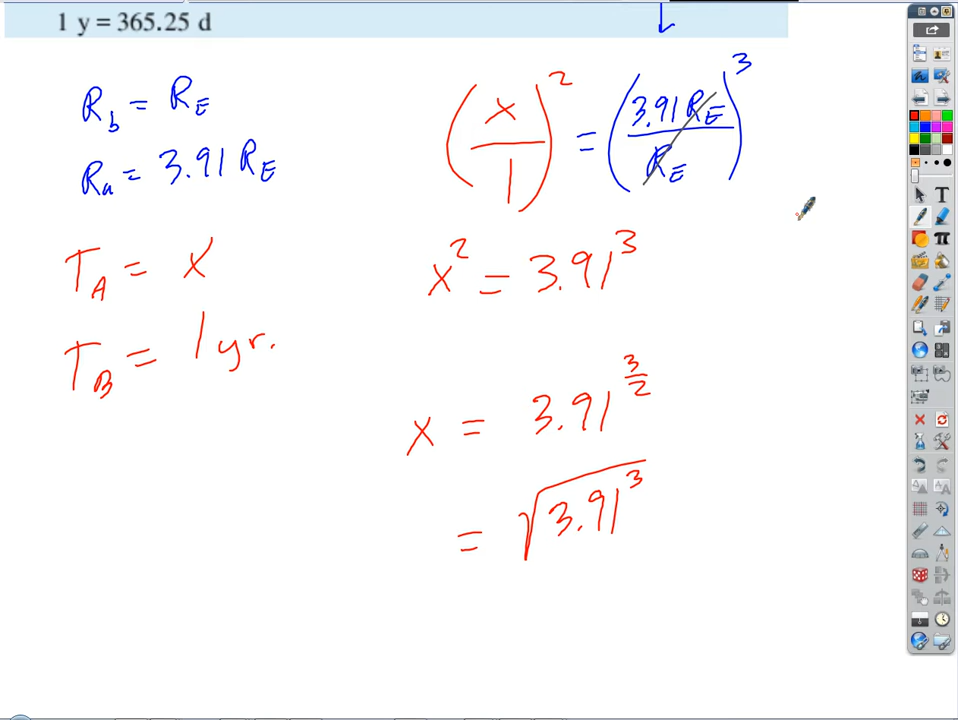 1 y = 365.25 d
R_b = R_E
R_a = 3.91 R_E
T_A = x
T_B = 1 yr.
(x/1)^2 = (3.91 R_E/R_E)^3
x^2 = 3.91^3
x = 3.91^(3/2)
= √3.91^3